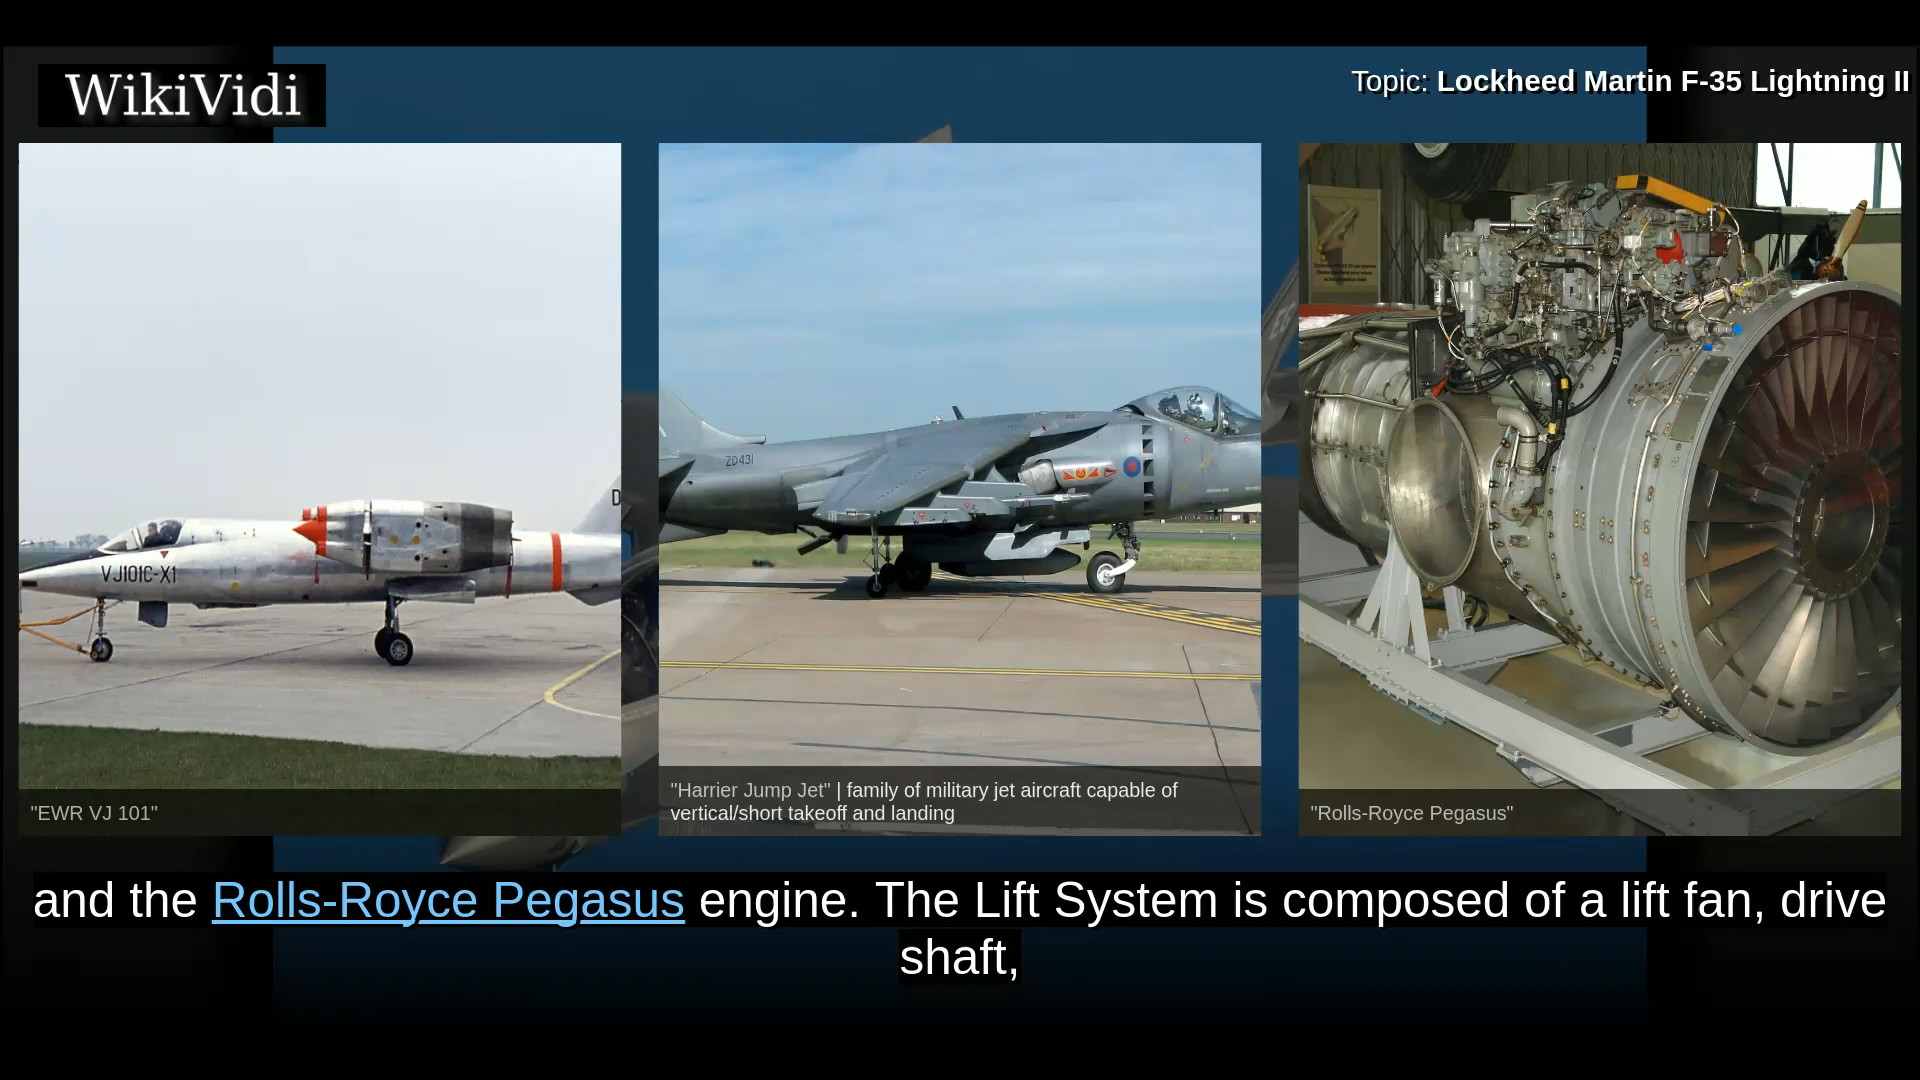 WikiVidi
Topic: Lockheed Martin F-35 Lightning II
VJ101C-X1
D
ZD431
"EWR VJ 101"
"Harrier Jump Jet" | family of military jet aircraft capable of
vertical/short takeoff and landing
"Rolls-Royce Pegasus"
and the Rolls-Royce Pegasus engine. The Lift System is composed of a lift fan, drive
shaft,